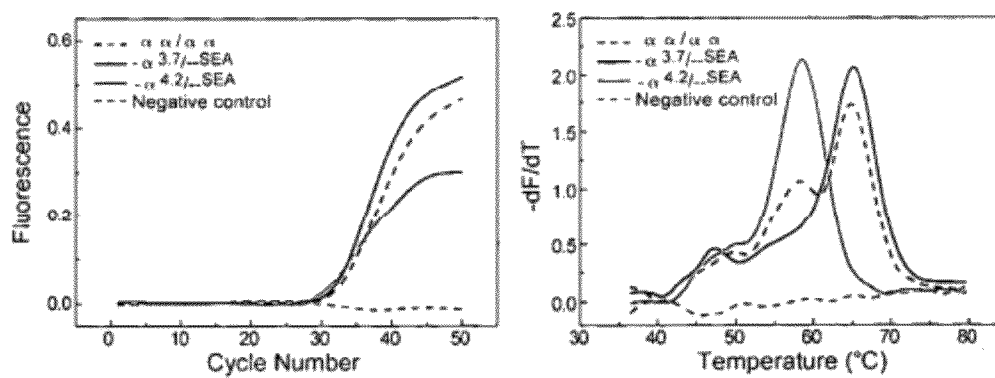 0.6
0.4
0.2
0.0
Fluorescence
α α / α α
-α 3.7/--SEA
-α 4.2/--SEA
Negative control
0 10 20 30 40 50
Cycle Number
2.5
2.0
1.5
1.0
0.5
0.0
-dF/dT
α α / α α
-α 3.7/--SEA
-α 4.2/--SEA
Negative control
30 40 50 60 70 80
Temperature (°C)